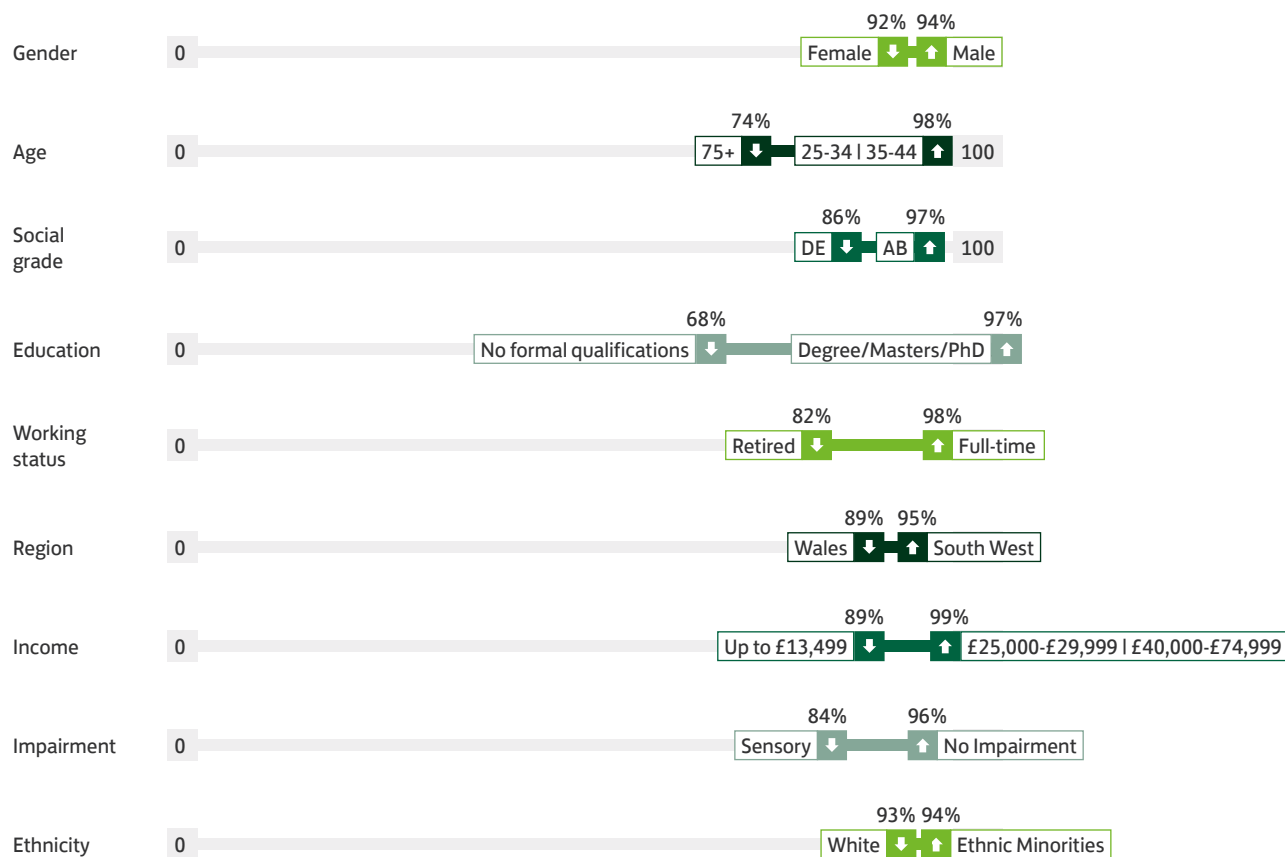 92% 94%
Gender 0 Female Male
74% 98%
Age 0 75+ 25-34 | 35-44 100
86% 97%
Social
grade 0 DE AB 100
68% 97%
Education 0 No formal qualifications Degree/Masters/PhD
82% 98%
Working
status 0 Retired Full-time
89% 95%
Region 0 Wales South West
89% 99%
Income 0 Up to £13,499 £25,000-£29,999 | £40,000-£74,999
84% 96%
Impairment 0 Sensory No Impairment
93% 94%
Ethnicity 0 White Ethnic Minorities